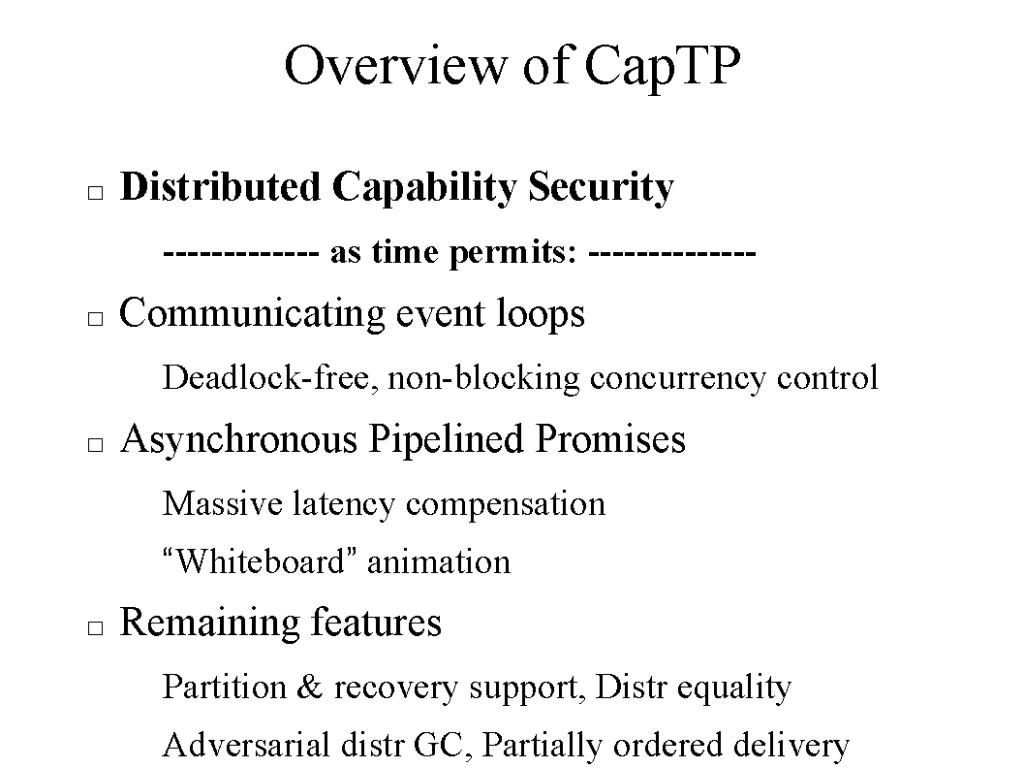 Overview of CapTP
Distributed Capability Security
------------- as time permits: --------------
Communicating event loops
Deadlock-free, non-blocking concurrency control
Asynchronous Pipelined Promises
Massive latency compensation
“Whiteboard” animation
Remaining features
Partition & recovery support, Distr equality
Adversarial distr GC, Partially ordered delivery